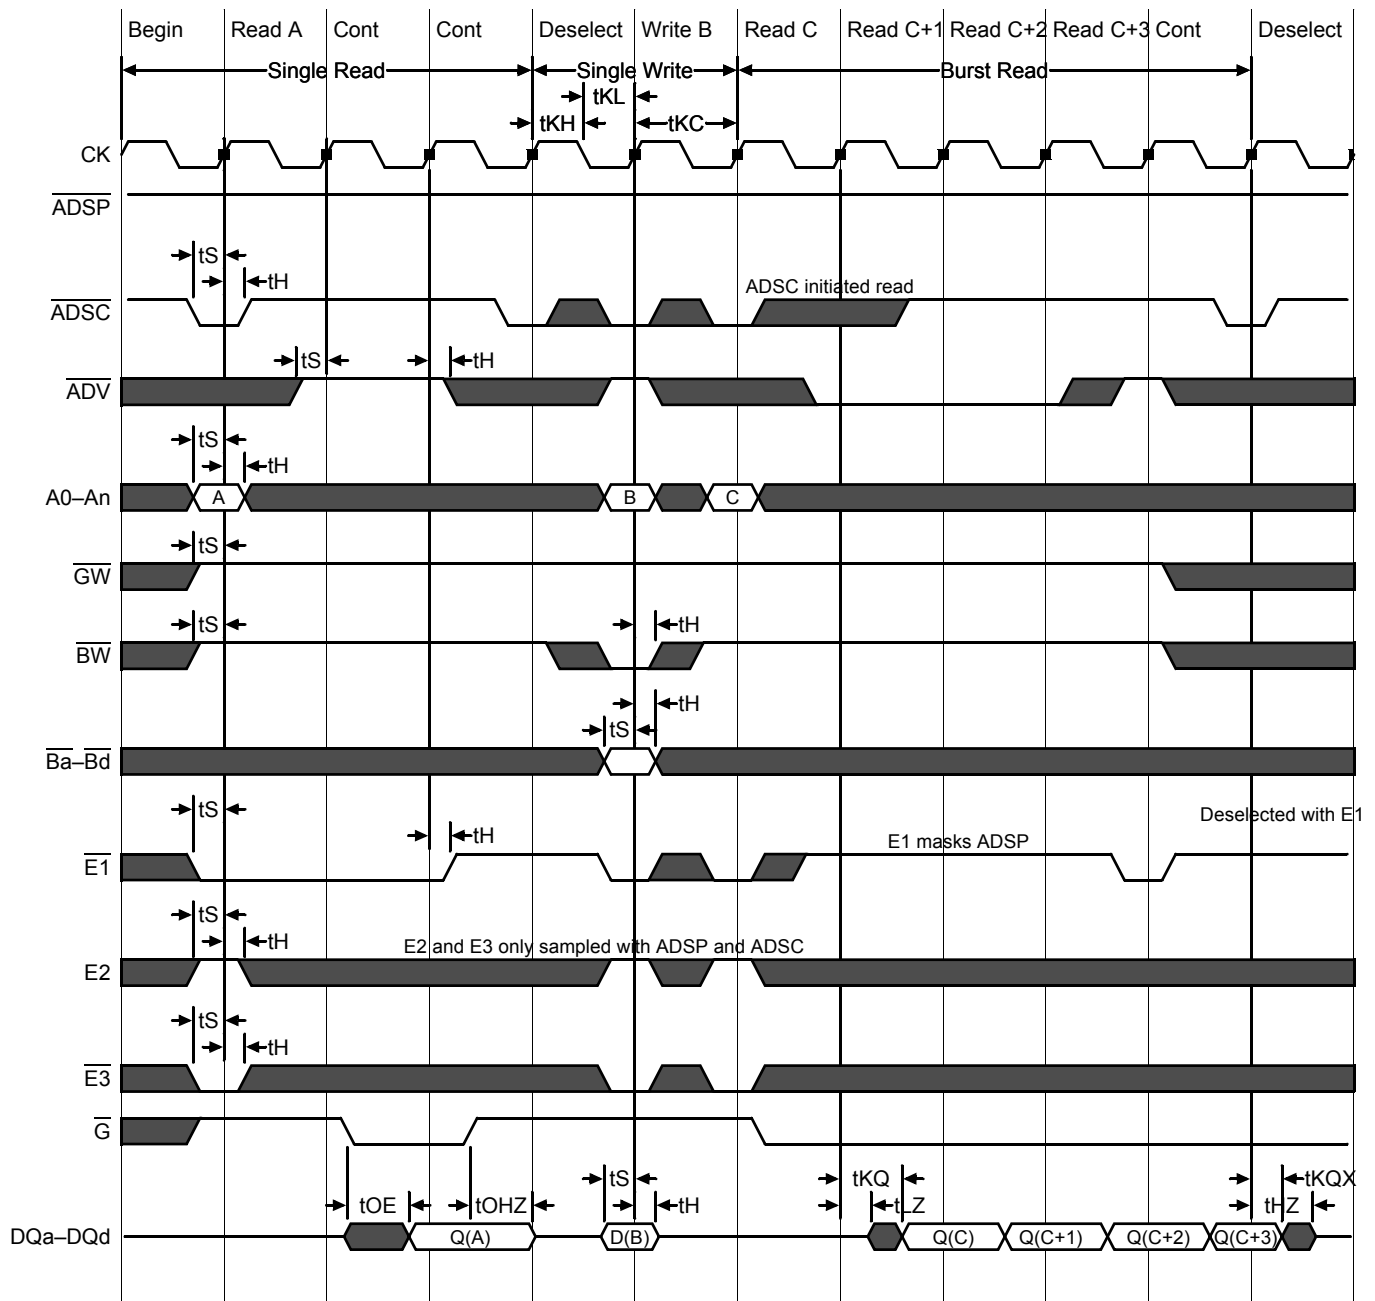 Begin Read A Cont Cont Deselect Write B Read C Read C+1 Read C+2 Read C+3 Cont Deselect
Single Read Single Write Burst Read
tKL
tKH tKC
CK
ADSP
tS
tH
ADSC initiated read
ADSC
tS tH
ADV
tS
tH
A0–An A B C
tS
GW
tS tH
BW
tH
tS
Ba–Bd
tS
Deselected with E1
tH
E1 masks ADSP
E1
tS
tH
E2 and E3 only sampled with ADSP and ADSC
E2
tS
tH
E3
G
tS tKQ tKQX
tOE tOHZ tH tLZ tHZ
DQa–DQd Q(A) D(B) Q(C) Q(C+1) Q(C+2) Q(C+3)